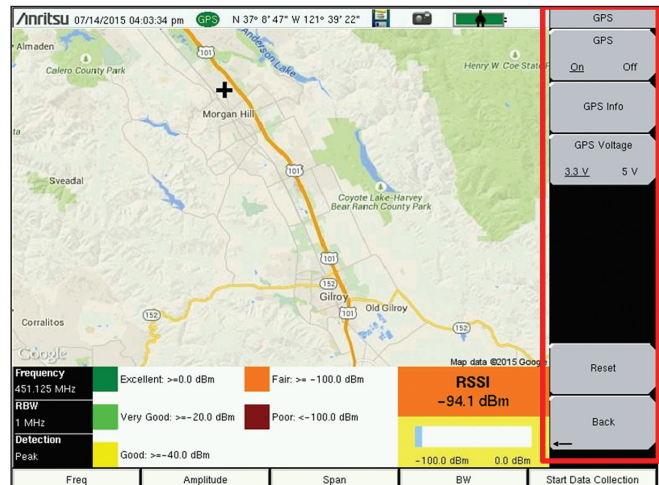 /Inritsu 07/14/2015 04:03:34 pm GPS N 37° 8' 47" W 121° 39' 22"
GPS
GPS
On Off
GPS Info
GPS Voltage
3.3 V 5 V
Reset
Back
Almaden
Calero County Park
101
Anderson Lake
Henry W. Coe State
Morgan Hill
ta
Sveadal
101
Coyote Lake-Harvey
Bear Ranch County Park
101
152
Gilroy
101
Old Gilroy
152
152
Corralitos
Google
Map data ©2015 Google
Frequency
451.125 MHz
RBW
1 MHz
Detection
Peak
Excellent: >=0.0 dBm
Very Good: >=-20.0 dBm
Good: >=-40.0 dBm
Fair: >= -100.0 dBm
Poor: <-100.0 dBm
RSSI
-94.1 dBm
-100.0 dBm 0.0 dBm
Freq Amplitude Span BW Start Data Collection